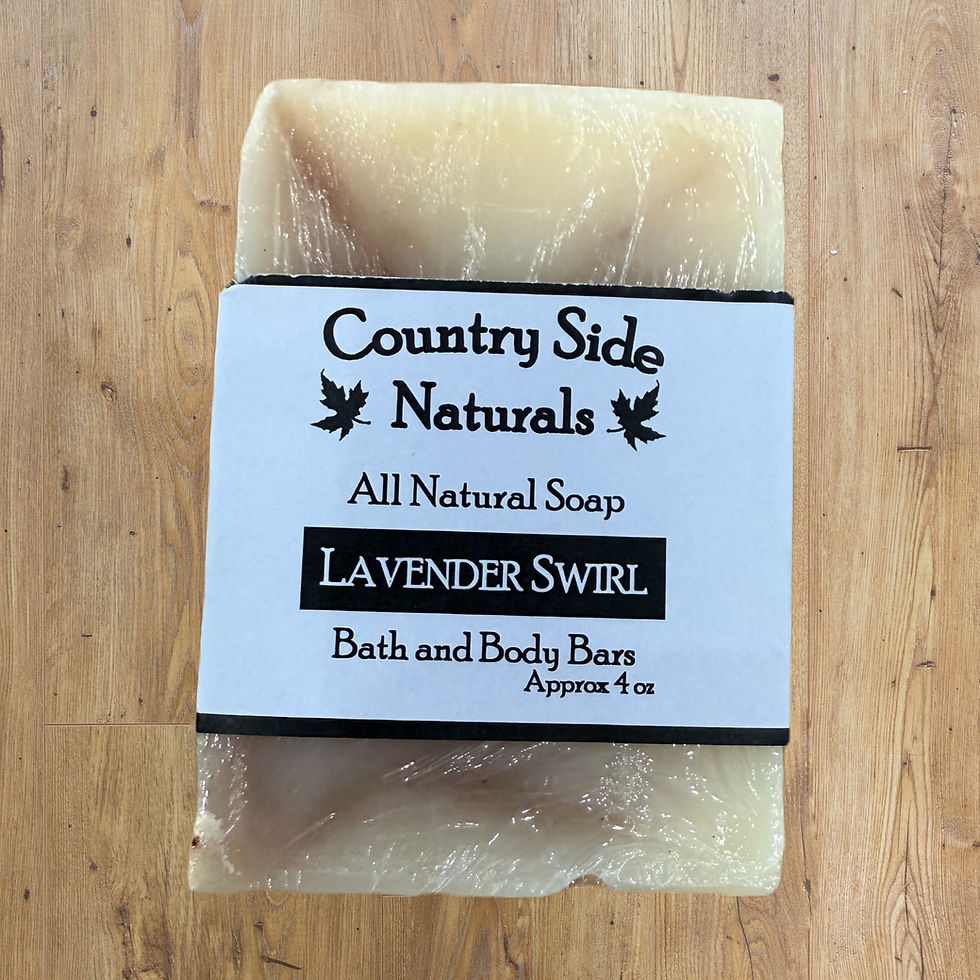 Country Side
Naturals
All Natural Soap
LAVENDER SWIRL
Bath and Body Bars
Approx 4 oz